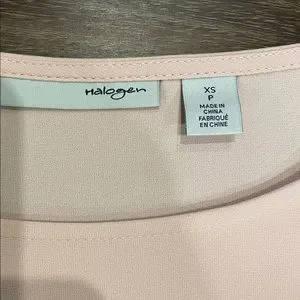 Halogen
XS
P
MADE IN
CHINA
FABRIQUÉ
EN CHINE